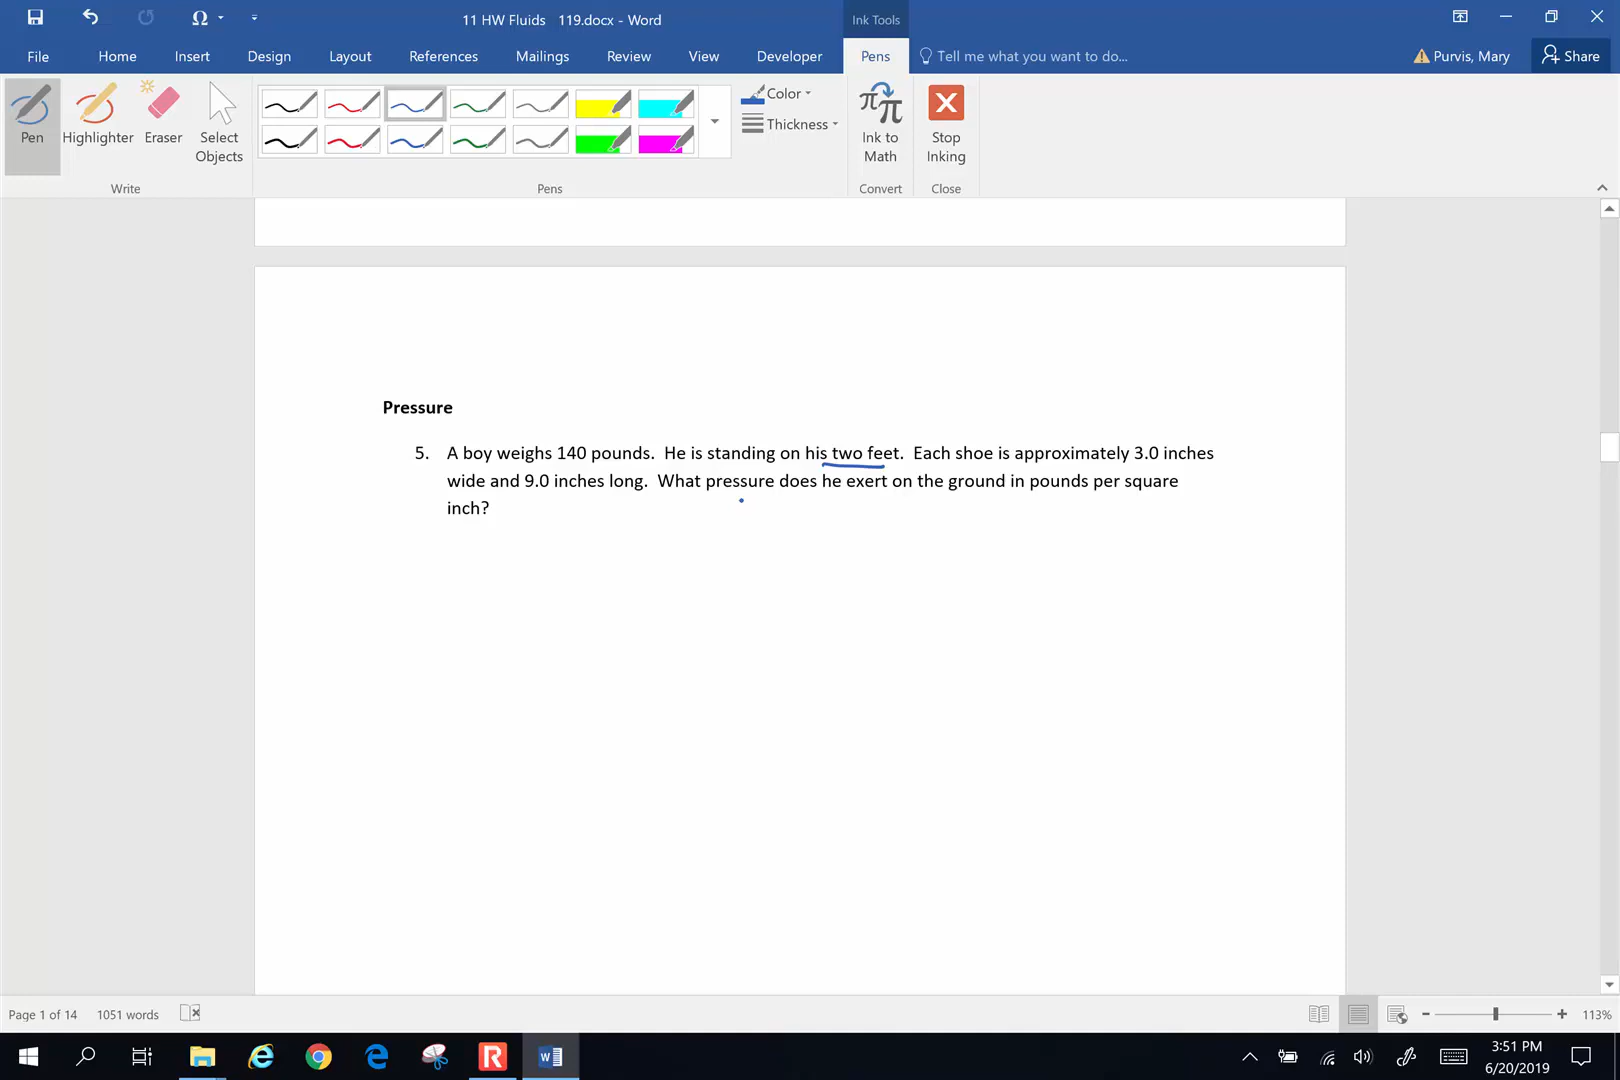 11 HW Fluids   119.docx - Word
Ink Tools
File
Home
Insert
Design
Layout
References
Mailings
Review
View
Developer
Pens
Tell me what you want to do...
Purvis, Mary
Share
Pen
Highlighter
Eraser
Select
Objects
Color
Thickness
Ink to
Math
Stop
Inking
Write
Pens
Convert
Close
Pressure
5. A boy weighs 140 pounds.  He is standing on his two feet.  Each shoe is approximately 3.0 inches
wide and 9.0 inches long.  What pressure does he exert on the ground in pounds per square
inch?
Page 1 of 14
1051 words
113%
3:51 PM
6/20/2019